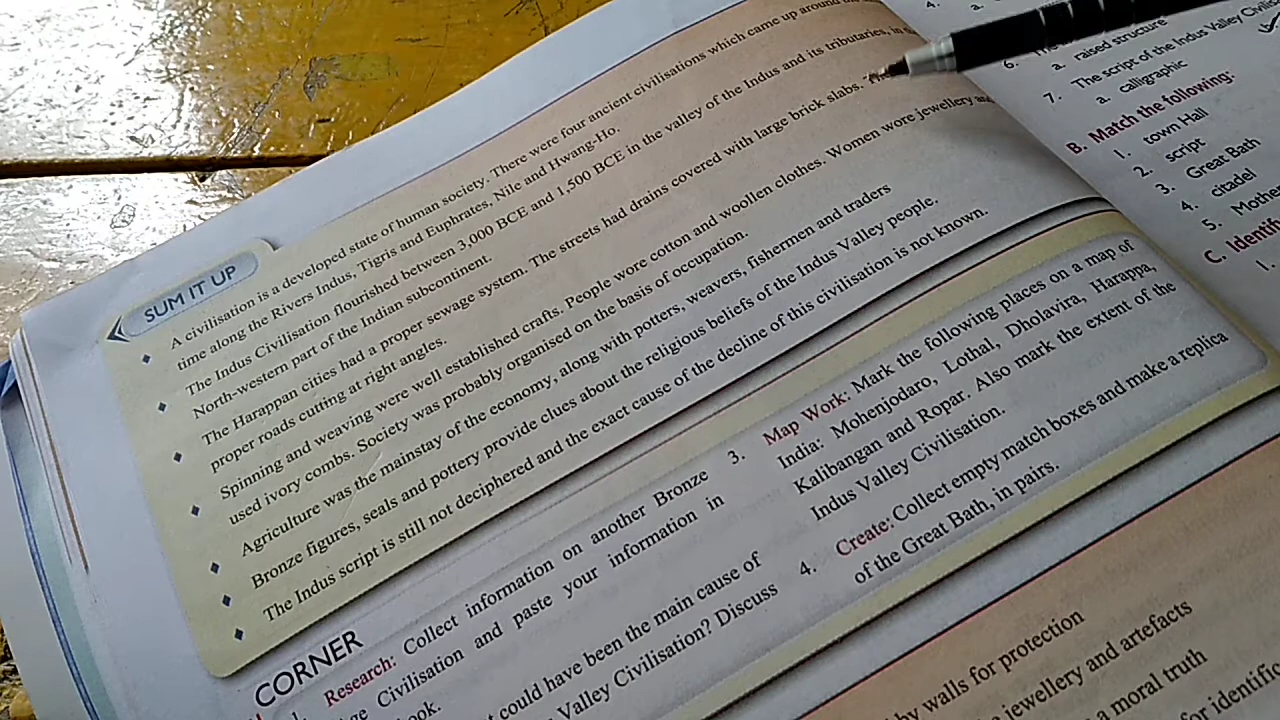 SUM IT UP
A civilisation is a developed state of human society. There were four ancient civilisations which came up around
time along the Rivers Indus, Tigris and Euphrates, Nile and Hwang-Ho.
The Indus Civilisation flourished between 3,000 BCE and 1,500 BCE in the valley of the Indus and its tributaries, in
North-western part of the Indian subcontinent.
The Harappan cities had a proper sewage system. The streets had drains covered with large brick slabs.
proper roads cutting at right angles.
Spinning and weaving were well established crafts. People wore cotton and woollen clothes. Women wore jewellery and
used ivory combs. Society was probably organised on the basis of occupation.
Agriculture was the mainstay of the economy, along with potters, weavers, fishermen and traders
Bronze figures, seals and pottery provide clues about the religious beliefs of the Indus Valley people.
The Indus script is still not deciphered and the exact cause of the decline of this civilisation is not known.
CORNER
Research: Collect information on another Bronze
Civilisation and paste your information in
could have been the main cause of
Valley Civilisation? Discuss
3. Map Work: Mark the following places on a map of
India: Mohenjodaro, Lothal, Dholavira, Harappa,
Kalibangan and Ropar. Also mark the extent of the
Indus Valley Civilisation.
4. Create: Collect empty match boxes and make a replica
of the Great Bath, in pairs.
by walls for protection
jewellery and artefacts
a moral truth
for
4. a.
6.
a. raised structure
7. The script of the Indus Valley
a. calligraphic
B. Match the following:
1. town Hall
2. script
3. Great Bath
4. citadel
5.
C.
1.